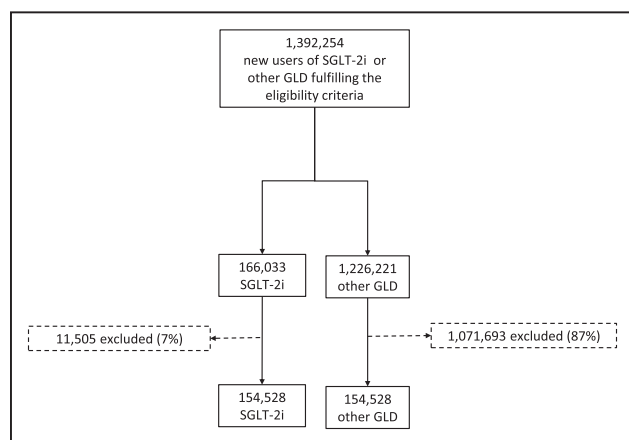 1,392,254
new users of SGLT-2i or
other GLD fulfilling the
eligibility criteria
166,033
SGLT-2i
1,226,221
other GLD
11,505 excluded (7%)
1,071,693 excluded (87%)
154,528
SGLT-2i
154,528
other GLD